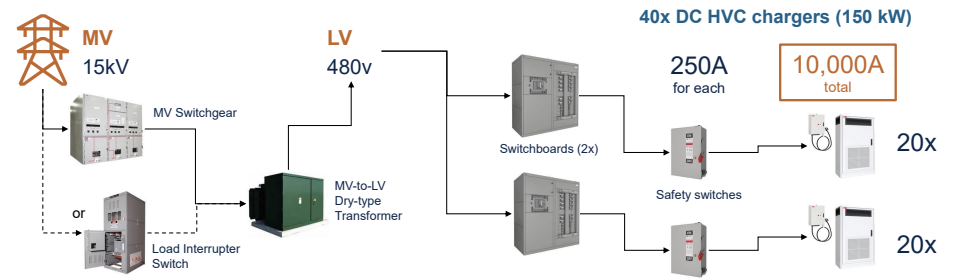 40x DC HVC chargers (150 kW)
MV
15kV
LV
480v
250A
for each
10,000A
total
MV Switchgear
Switchboards (2x)
20x
MV-to-LV
Dry-type
Transformer
Safety switches
or
Load Interrupter
Switch
20x